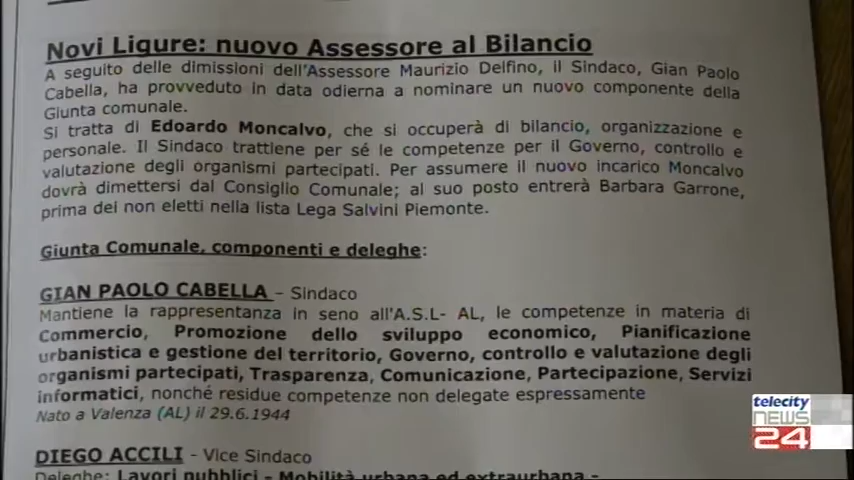 Novi Ligure: nuovo Assessore al Bilancio
A seguito delle dimissioni dell'Assessore Maurizio Delfino, il Sindaco, Gian Paolo
Cabella, ha provveduto in data odierna a nominare un nuovo componente della
Giunta comunale.
Si tratta di Edoardo Moncalvo, che si occuperà di bilancio, organizzazione e
personale. Il Sindaco trattiene per sé le competenze per il Governo, controllo e
valutazione degli organismi partecipati. Per assumere il nuovo incarico Moncalvo
dovrà dimettersi dal Consiglio Comunale; al suo posto entrerà Barbara Garrone,
prima dei non eletti nella lista Lega Salvini Piemonte.
Giunta Comunale, componenti e deleghe:
GIAN PAOLO CABELLA – Sindaco
Mantiene la rappresentanza in seno all'A.S.L- AL, le competenze in materia di
Commercio, Promozione dello sviluppo economico, Pianificazione
urbanistica e gestione del territorio, Governo, controllo e valutazione degli
organismi partecipati, Trasparenza, Comunicazione, Partecipazione, Servizi
informatici, nonché residue competenze non delegate espressamente
Nato a Valenza (AL) il 29.6.1944
DIEGO ACCILI - Vice Sindaco
Deleghe: Lavori pubblici - Mobilità urbana ed extraurbana -
telecity
NEWS
24